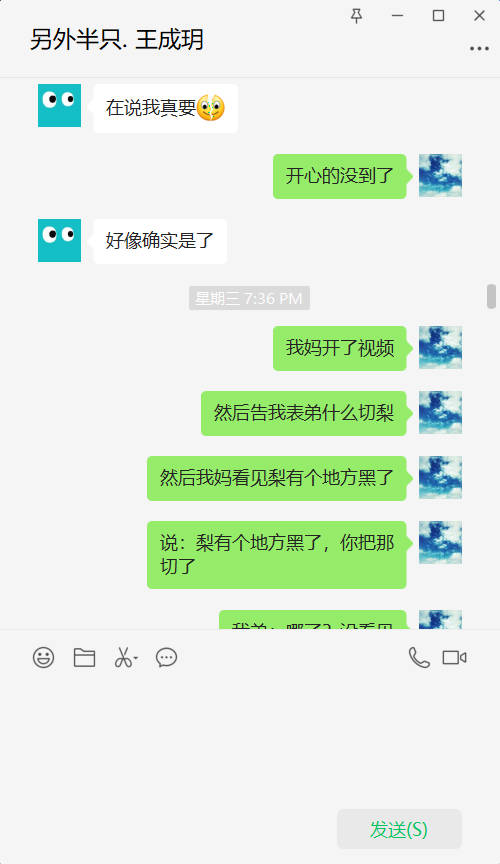 另外半只. 王成玥
在说我真要
开心的没到了
好像确实是了
星期三 7:36 PM
我妈开了视频
然后告我表弟什么切梨
然后我妈看见梨有个地方黑了
说：梨有个地方黑了，你把那
切了
发送(S)